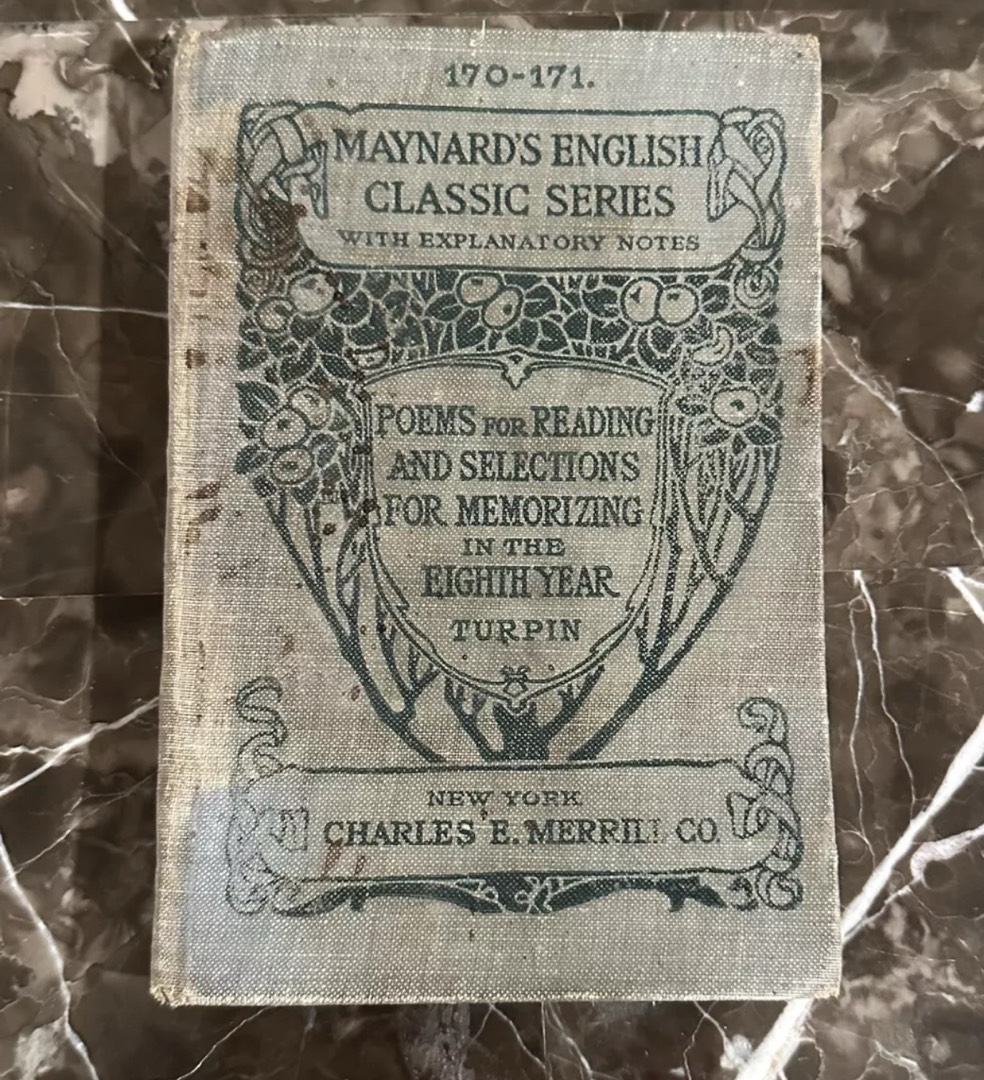 170-171.
MAYNARD'S ENGLISH
CLASSIC SERIES
WITH EXPLANATORY NOTES
POEMS FOR READING
AND SELECTIONS
FOR MEMORIZING
IN THE
EIGHTH YEAR
TURPIN
NEW YORK
CHARLES E. MERRILL CO.